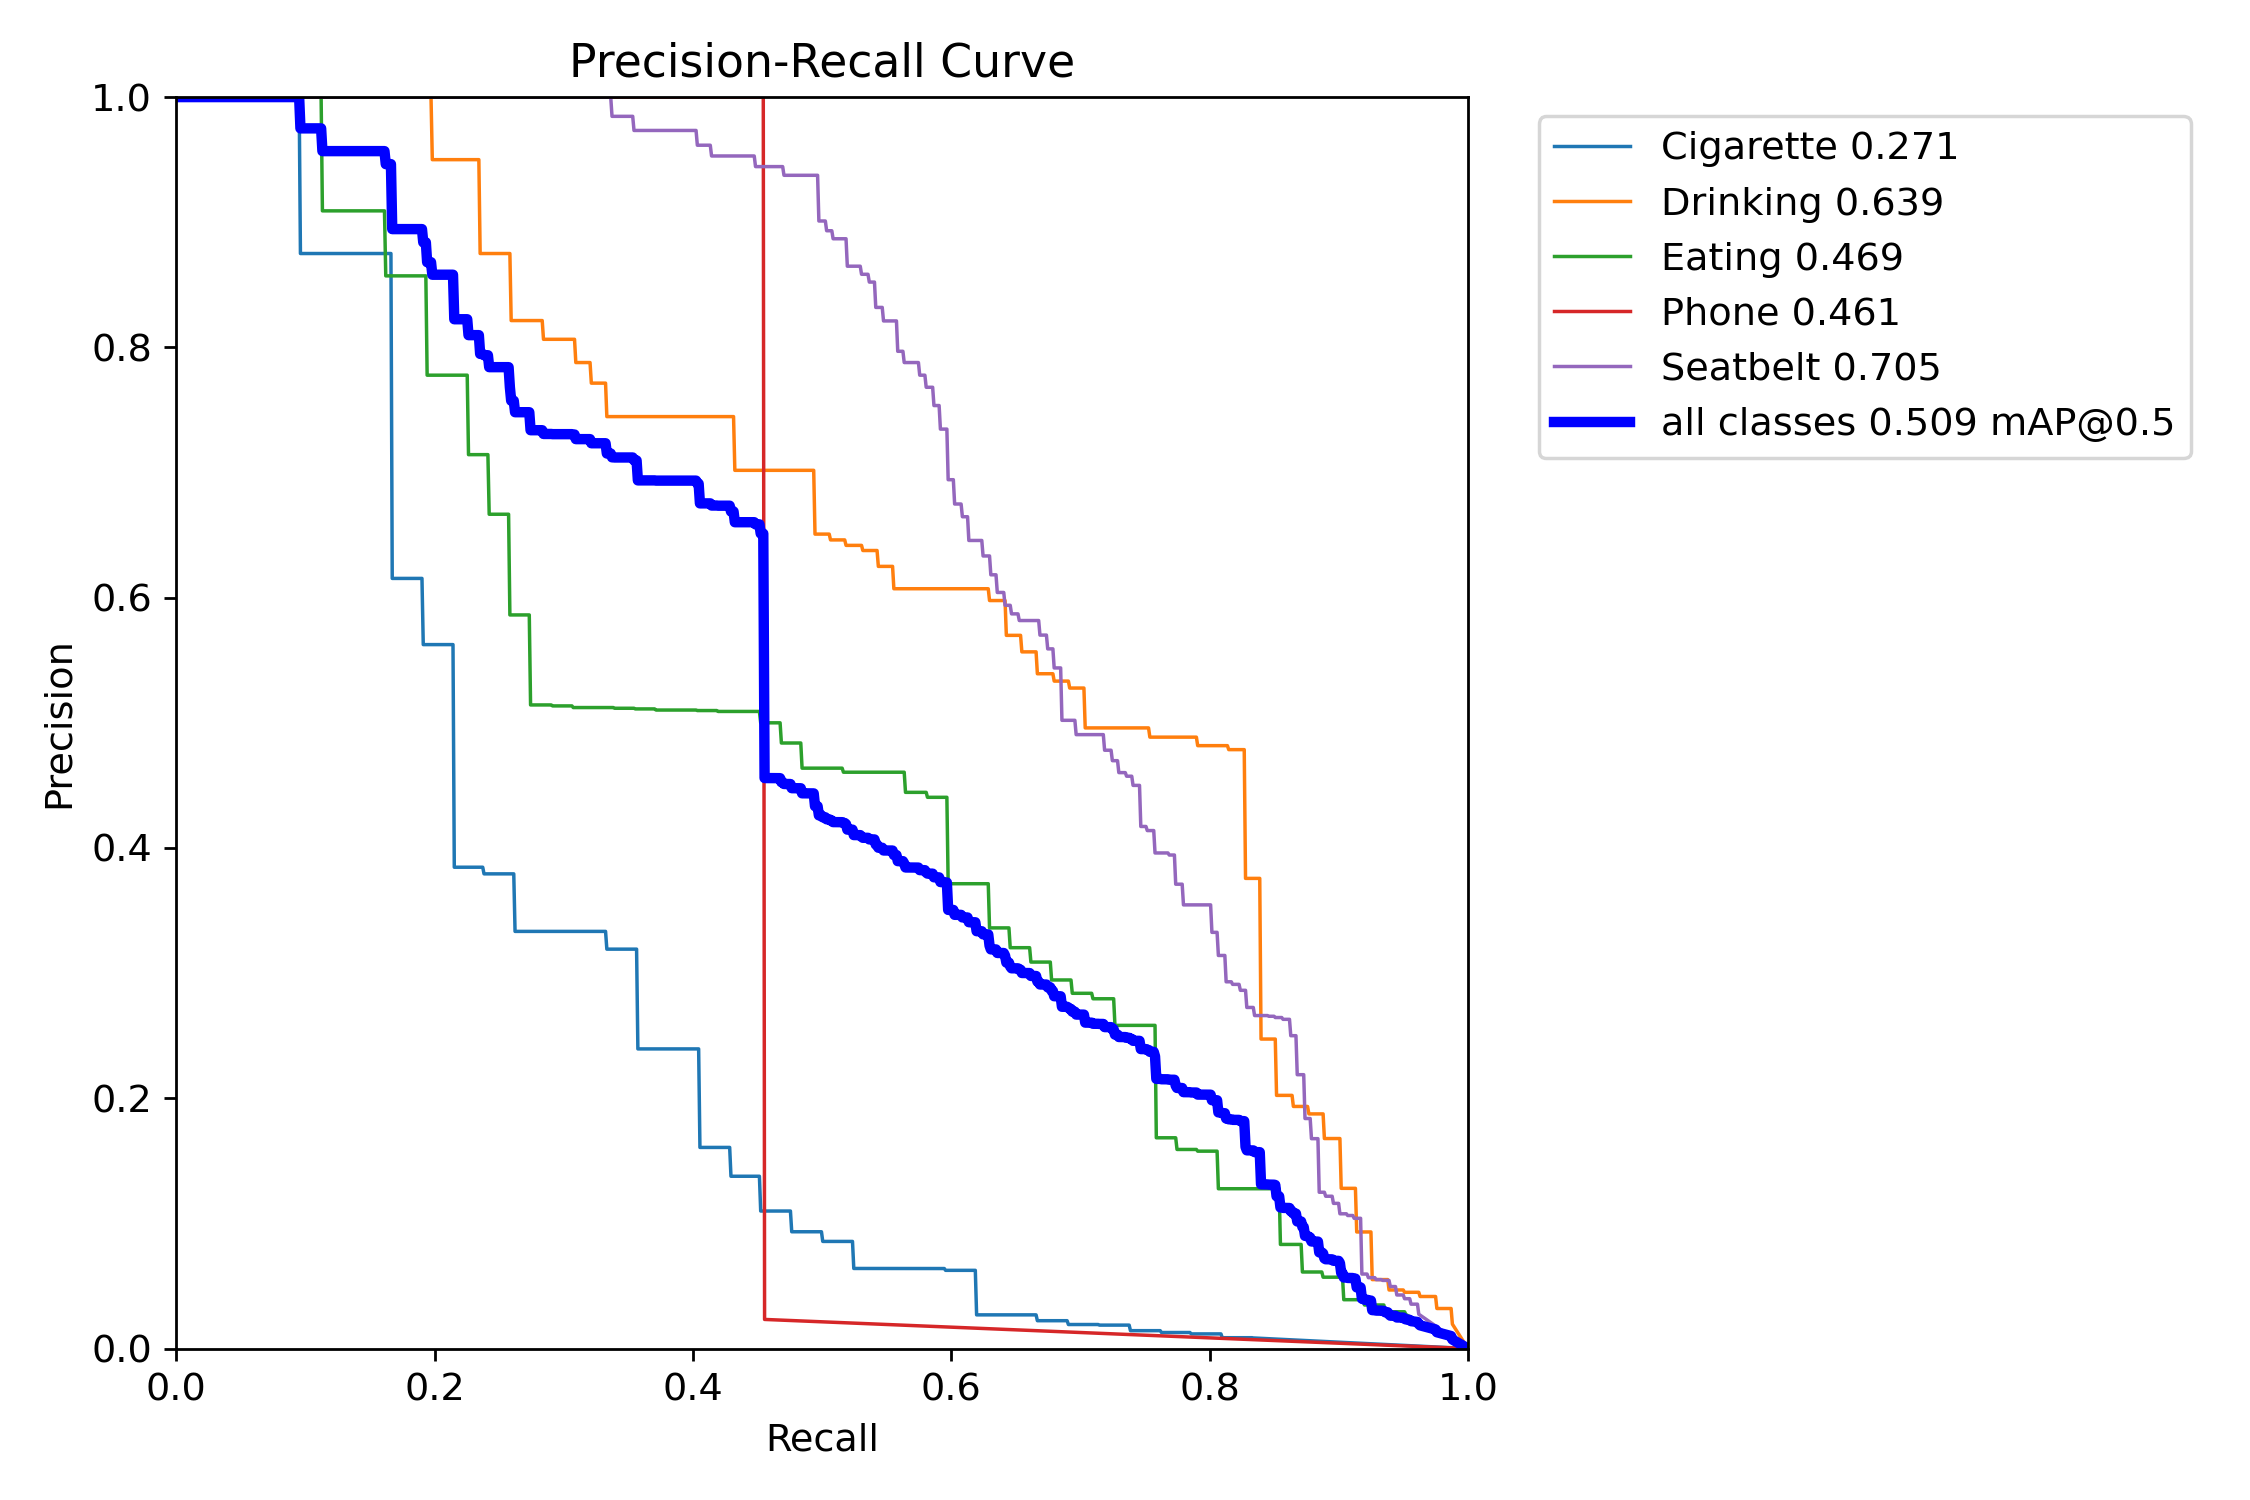 Precision-Recall Curve
1.0
0.8
0.6
0.4
0.2
0.0
Precision
0.0 0.2 0.4 0.6 0.8 1.0
Recall
Cigarette 0.271
Drinking 0.639
Eating 0.469
Phone 0.461
Seatbelt 0.705
all classes 0.509 mAP@0.5